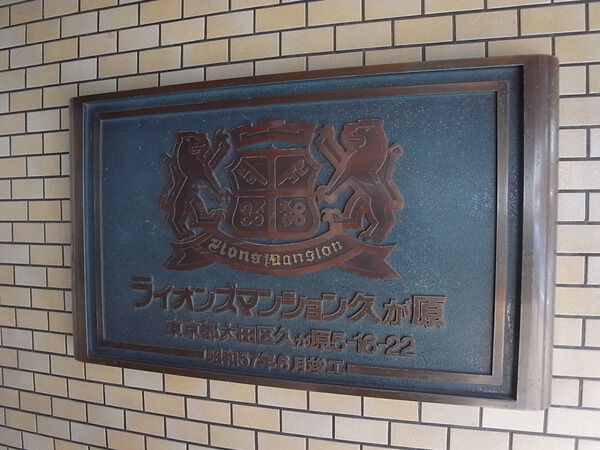 Lions Mansion
ライオンズマンション久が原
東京都大田区久が原5-16-22
昭和57年6月竣工